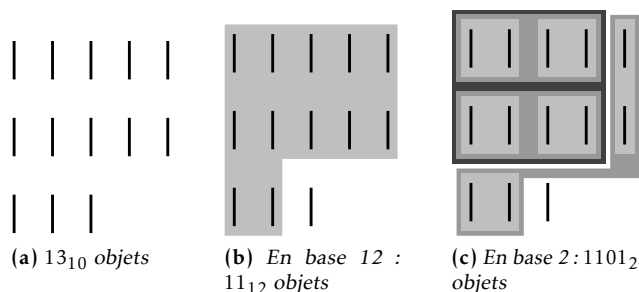 (a) 13₁₀ objets
(b) En base 12 :
11₁₂ objets
(c) En base 2 : 1101₂
objets